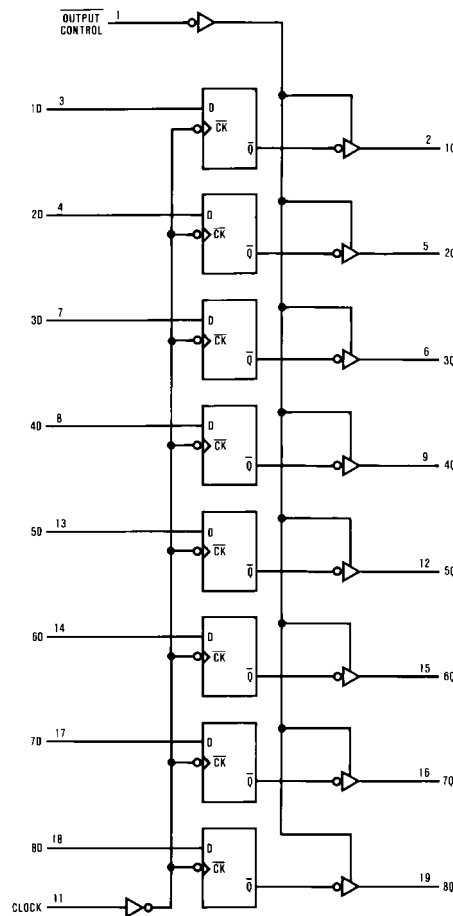 OUTPUT CONTROL 1
1D 3 D CK Q 2 1Q
2D 4 D CK Q 5 2Q
3D 7 D CK Q 6 3Q
4D 8 D CK Q 9 4Q
5D 13 D CK Q 12 5Q
6D 14 D CK Q 15 6Q
7D 17 D CK Q 16 7Q
8D 18 D CK Q 19 8Q
CLOCK 11